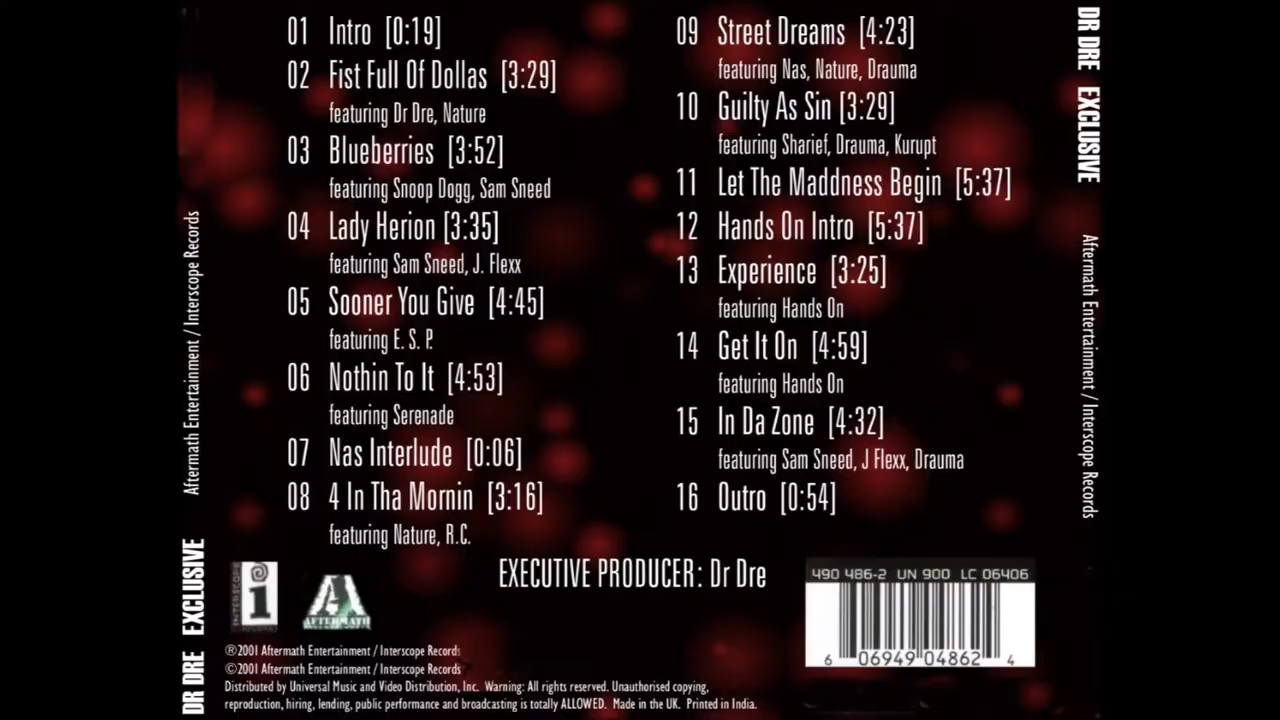 01 Intro [0:19]
02 Fist Full Of Dollas [3:29]
featuring Dr Dre, Nature
03 Blueberries [3:52]
featuring Snoop Dogg, Sam Sneed
04 Lady Herion [3:35]
featuring Sam Sneed, J. Flexx
05 Sooner You Give [4:45]
featuring E. S. P.
06 Nothin To It [4:53]
featuring Serenade
07 Nas Interlude [0:06]
08 4 In Tha Mornin [3:16]
featuring Nature, R.C.
09 Street Dreams [4:23]
featuring Nas, Nature, Drauma
10 Guilty As Sin [3:29]
featuring Sharief, Drauma, Kurupt
11 Let The Maddness Begin [5:37]
12 Hands On Intro [5:37]
13 Experience [3:25]
featuring Hands On
14 Get It On [4:59]
featuring Hands On
15 In Da Zone [4:32]
featuring Sam Sneed, J Flexx, Drauma
16 Outro [0:54]
EXECUTIVE PRODUCER: Dr Dre
DR DRE EXCLUSIVE
Aftermath Entertainment / Interscope Records
DR DRE EXCLUSIVE
Aftermath Entertainment / Interscope Records
INTERSCOPE
i
RECORDS
A
AFTERMATH
490 486-2 UN 900 LC 06406
6 06949 04862 4
®2001 Aftermath Entertainment / Interscope Records
©2001 Aftermath Entertainment / Interscope Records
Distributed by Universal Music and Video Distribution, Inc. Warning: All rights reserved. Unauthorised copying,
reproduction, hiring, lending, public performance and broadcasting is totally ALLOWED. Made in the UK. Printed in India.